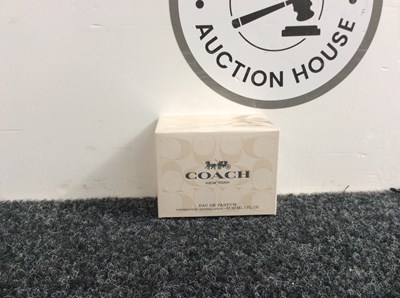 AUCTION HOUSE
COACH
NEW YORK
EAU DE PARFUM